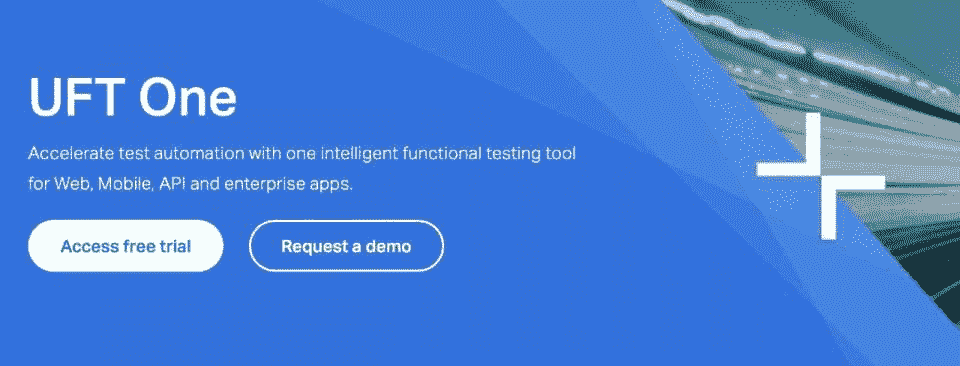 UFT One
Accelerate test automation with one intelligent functional testing tool
for Web, Mobile, API and enterprise apps.
Access free trial
Request a demo